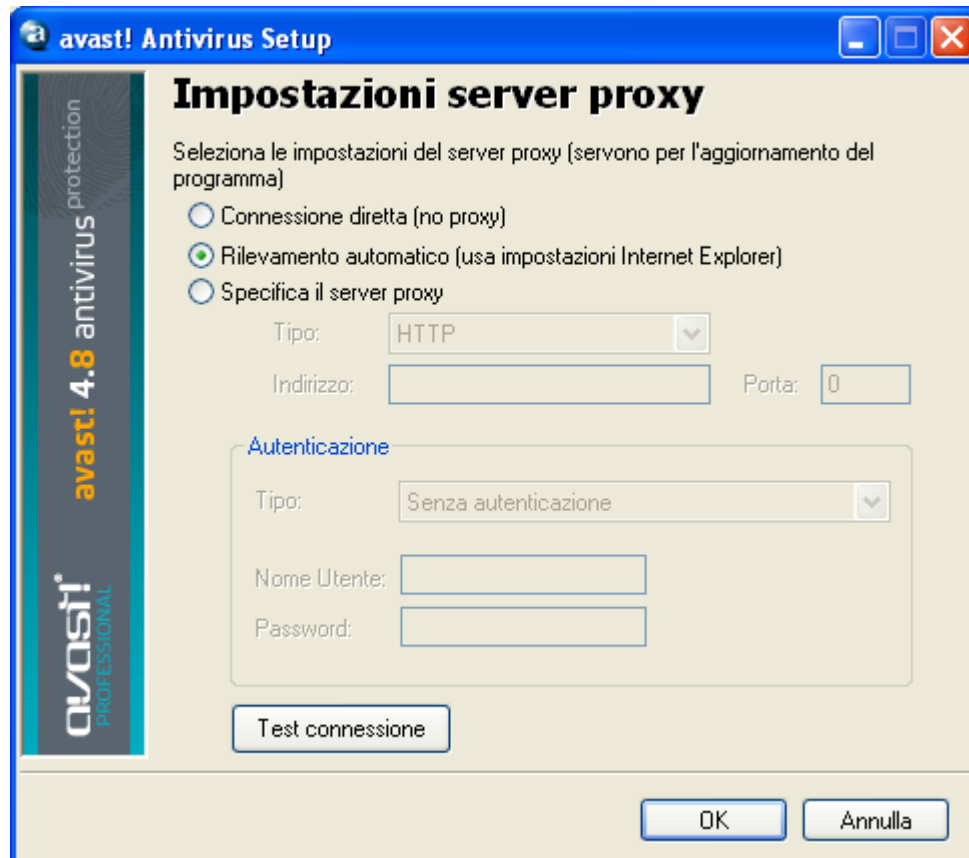 avast! Antivirus Setup
Impostazioni server proxy
Seleziona le impostazioni del server proxy (servono per l'aggiornamento del
programma)
Connessione diretta (no proxy)
Rilevamento automatico (usa impostazioni Internet Explorer)
Specifica il server proxy
Tipo: HTTP
Indirizzo: Porta: 0
Autenticazione
Tipo: Senza autenticazione
Nome Utente:
Password:
Test connessione
OK Annulla
avast! 4.8 antivirus protection
avast!®
PROFESSIONAL